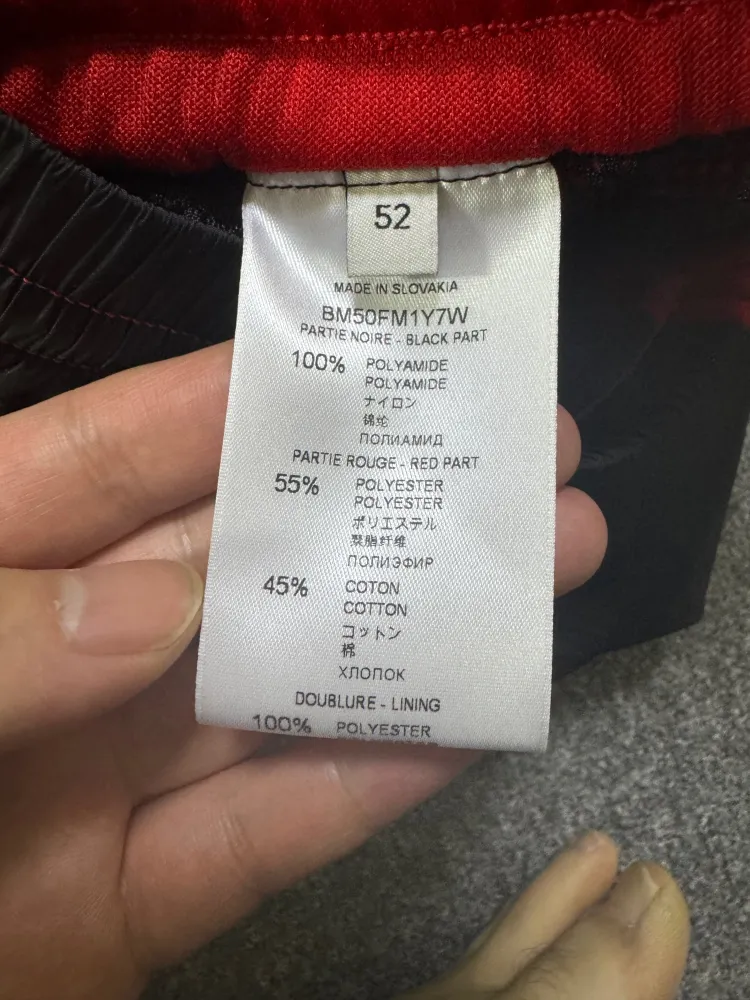 52
MADE IN SLOVAKIA
BM50FM1Y7W
PARTIE NOIRE - BLACK PART
100% POLYAMIDE
POLYAMIDE
ナイロン
锦纶
ПОЛИАМИД
PARTIE ROUGE - RED PART
55% POLYESTER
POLYESTER
ポリエステル
聚脂纤维
ПОЛИЭФИР
45% COTON
COTTON
コットン
棉
ХЛОПОК
DOUBLURE - LINING
100% POLYESTER